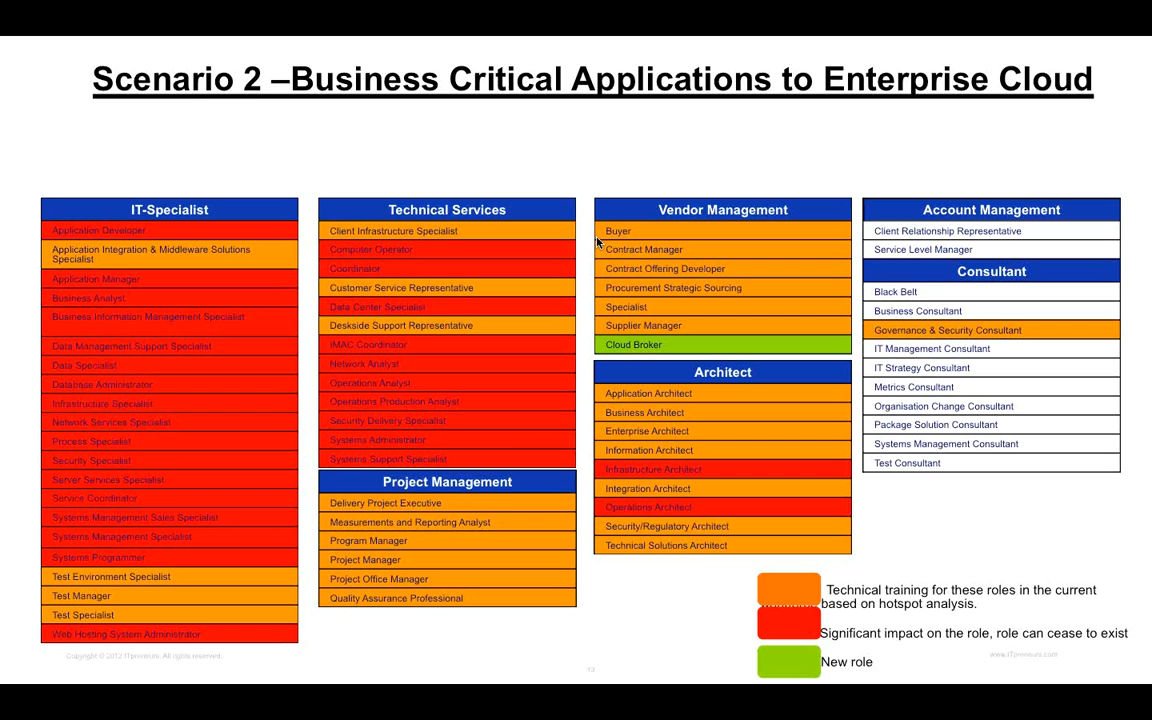 Scenario 2 –Business Critical Applications to Enterprise Cloud
IT-Specialist
Application Developer
Application Integration & Middleware Solutions
Specialist
Application Manager
Business Analyst
Business Information Management Specialist
Data Management Support Specialist
Data Specialist
Database Administrator
Infrastructure Specialist
Network Services Specialist
Process Specialist
Security Specialist
Server Services Specialist
Service Coordinator
Systems Management Sales Specialist
Systems Management Specialist
Systems Programmer
Test Environment Specialist
Test Manager
Test Specialist
Web Hosting System Administrator
Technical Services
Client Infrastructure Specialist
Computer Operator
Coordinator
Customer Service Representative
Data Center Specialist
Deskside Support Representative
IMAC Coordinator
Network Analyst
Operations Analyst
Operations Production Analyst
Security Delivery Specialist
Systems Administrator
Systems Support Specialist
Project Management
Delivery Project Executive
Measurements and Reporting Analyst
Program Manager
Project Manager
Project Office Manager
Quality Assurance Professional
Vendor Management
Buyer
Contract Manager
Contract Offering Developer
Procurement Strategic Sourcing
Specialist
Supplier Manager
Cloud Broker
Architect
Application Architect
Business Architect
Enterprise Architect
Information Architect
Infrastructure Architect
Integration Architect
Operations Architect
Security/Regulatory Architect
Technical Solutions Architect
Account Management
Client Relationship Representative
Service Level Manager
Consultant
Black Belt
Business Consultant
Governance & Security Consultant
IT Management Consultant
IT Strategy Consultant
Metrics Consultant
Organisation Change Consultant
Package Solution Consultant
Systems Management Consultant
Test Consultant
Technical training for these roles in the current
based on hotspot analysis.
Significant impact on the role, role can cease to exist
New role
Copyright © 2012 ITpreneurs. All rights reserved.
13
www.ITpreneurs.com